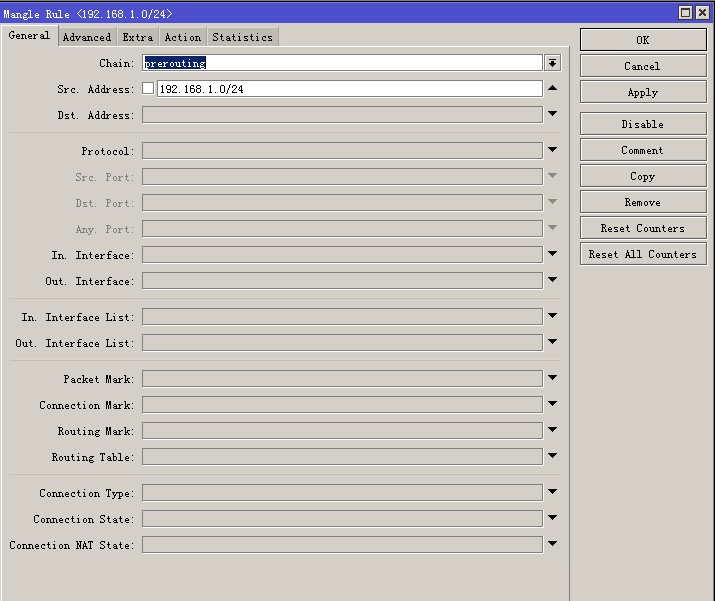 Mangle Rule <192.168.1.0/24>
General Advanced Extra Action Statistics
Chain: prerouting
Src. Address: 192.168.1.0/24
Dst. Address:
Protocol:
Src. Port:
Dst. Port:
Any. Port:
In. Interface:
Out. Interface:
In. Interface List:
Out. Interface List:
Packet Mark:
Connection Mark:
Routing Mark:
Routing Table:
Connection Type:
Connection State:
Connection NAT State:
OK
Cancel
Apply
Disable
Comment
Copy
Remove
Reset Counters
Reset All Counters